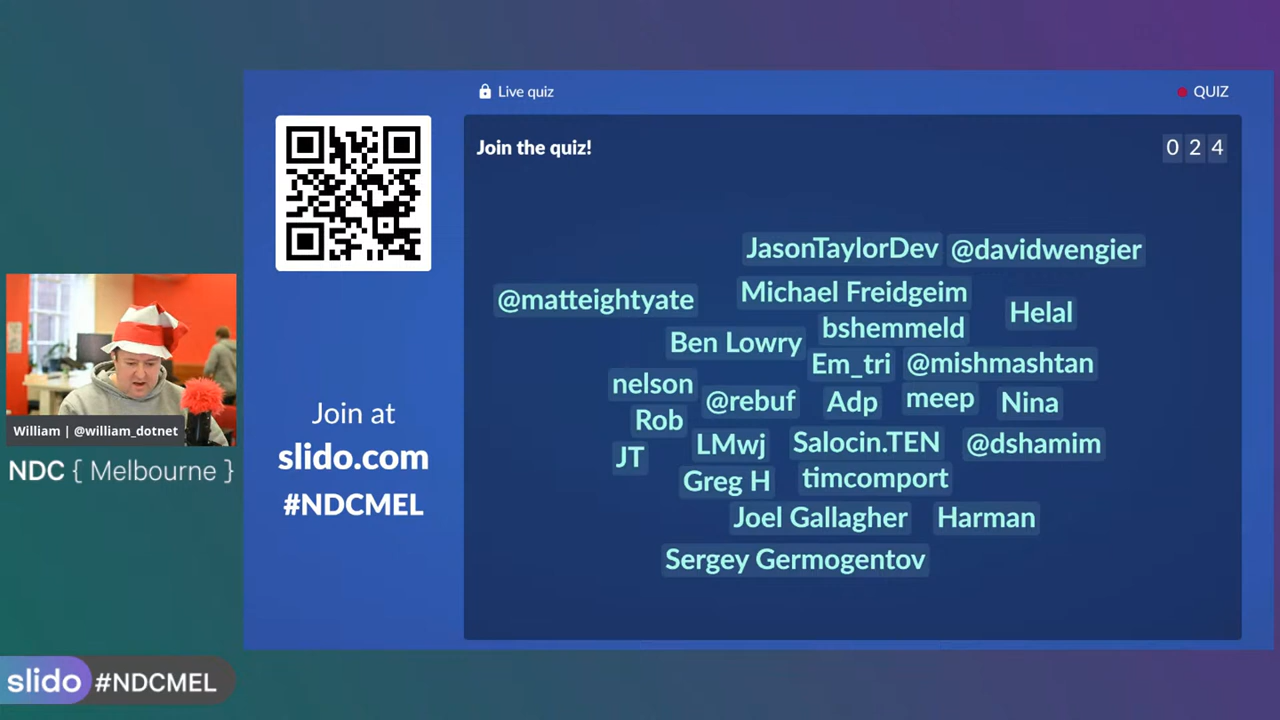 Live quiz
QUIZ
Join the quiz!
0 2 4
JasonTaylorDev @davidwengier
@matteightyate Michael Freidgeim
Helal
bshemmeld
Ben Lowry
Em_tri @mishmashtan
nelson
@rebuf Adp meep Nina
Rob
LMwj Salocin.TEN @dshamim
JT
Greg H timcomport
Joel Gallagher Harman
Sergey Germogentov
Join at
slido.com
#NDCMEL
William | @william_dotnet
NDC { Melbourne }
slido #NDCMEL